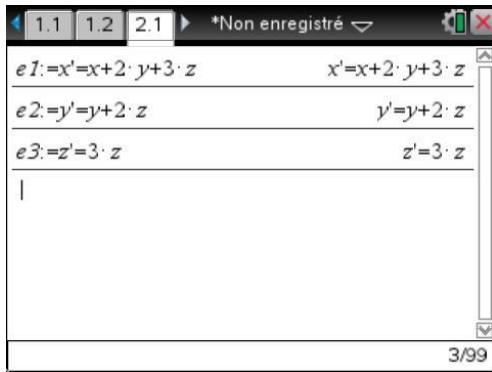 1.1 1.2 2.1 *Non enregistré
e1:=x'=x+2·y+3·z x'=x+2·y+3·z
e2:=y'=y+2·z y'=y+2·z
e3:=z'=3·z z'=3·z
3/99